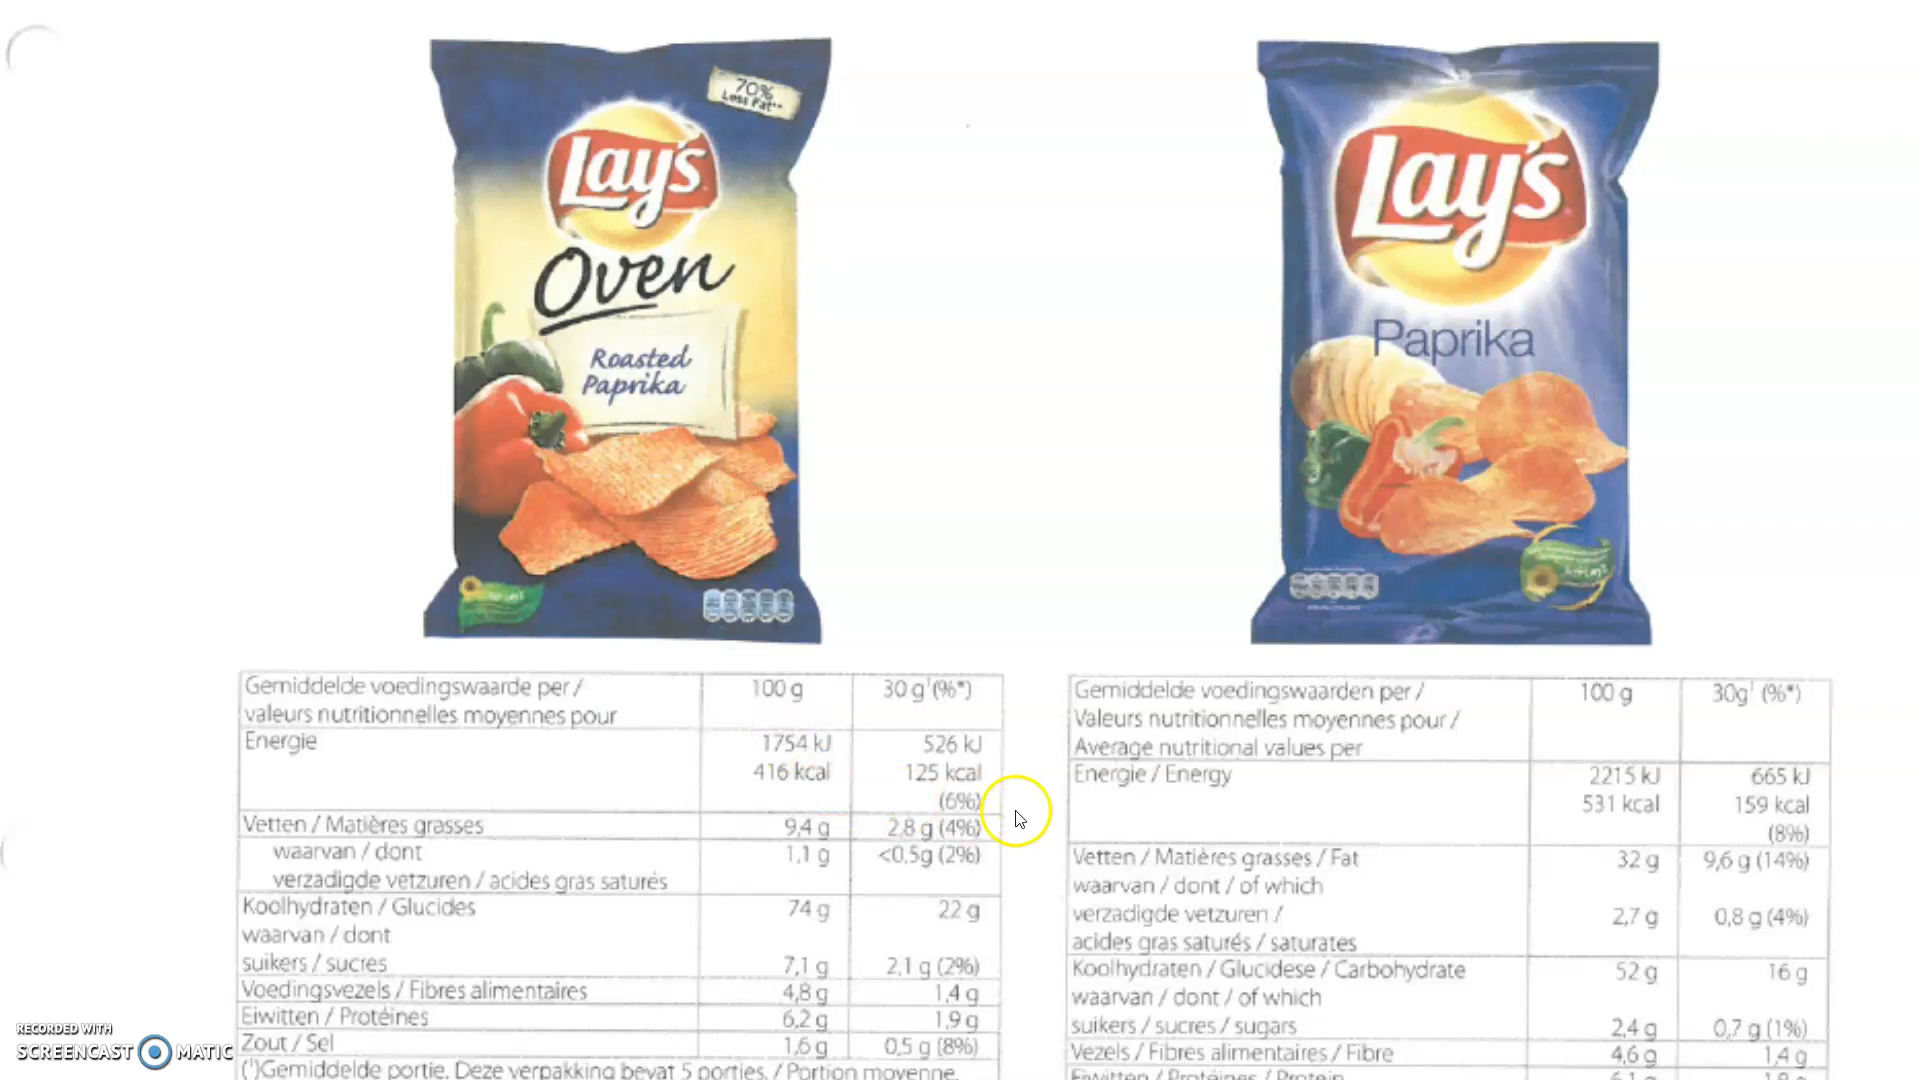 70%
Less Fat**
Lay's
Oven
Roasted
Paprika
Lay's
Paprika
Gemiddelde voedingswaarde per / 100 g 30 g¹(%*)
valeurs nutritionnelles moyennes pour
Energie 1754 kJ 526 kJ
416 kcal 125 kcal
(6%)
Vetten / Matières grasses 9,4 g 2,8 g (4%)
waarvan / dont 1,1 g <0,5g (2%)
verzadigde vetzuren / acides gras saturés
Koolhydraten / Glucides 74 g 22 g
waarvan / dont
suikers / sucres 7,1 g 2,1 g (2%)
Voedingsvezels / Fibres alimentaires 4,8 g 1,4 g
Eiwitten / Protéines 6,2 g 1,9 g
Zout / Sel 1,6 g 0,5 g (8%)
(¹)Gemiddelde portie. Deze verpakking bevat 5 porties. / Portion moyenne.
Gemiddelde voedingswaarden per / 100 g 30g¹ (%*)
Valeurs nutritionnelles moyennes pour /
Average nutritional values per
Energie / Energy 2215 kJ 665 kJ
531 kcal 159 kcal
(8%)
Vetten / Matières grasses / Fat 32 g 9,6 g (14%)
waarvan / dont / of which
verzadigde vetzuren / 2,7 g 0,8 g (4%)
acides gras saturés / saturates
Koolhydraten / Glucidese / Carbohydrate 52 g 16 g
waarvan / dont / of which
suikers / sucres / sugars 2,4 g 0,7 g (1%)
Vezels / Fibres alimentaires / Fibre 4,6 g 1,4 g
Eiwitten / Protéines / Protein 6,1 g 1,8 g
RECORDED WITH
SCREENCAST MATIC